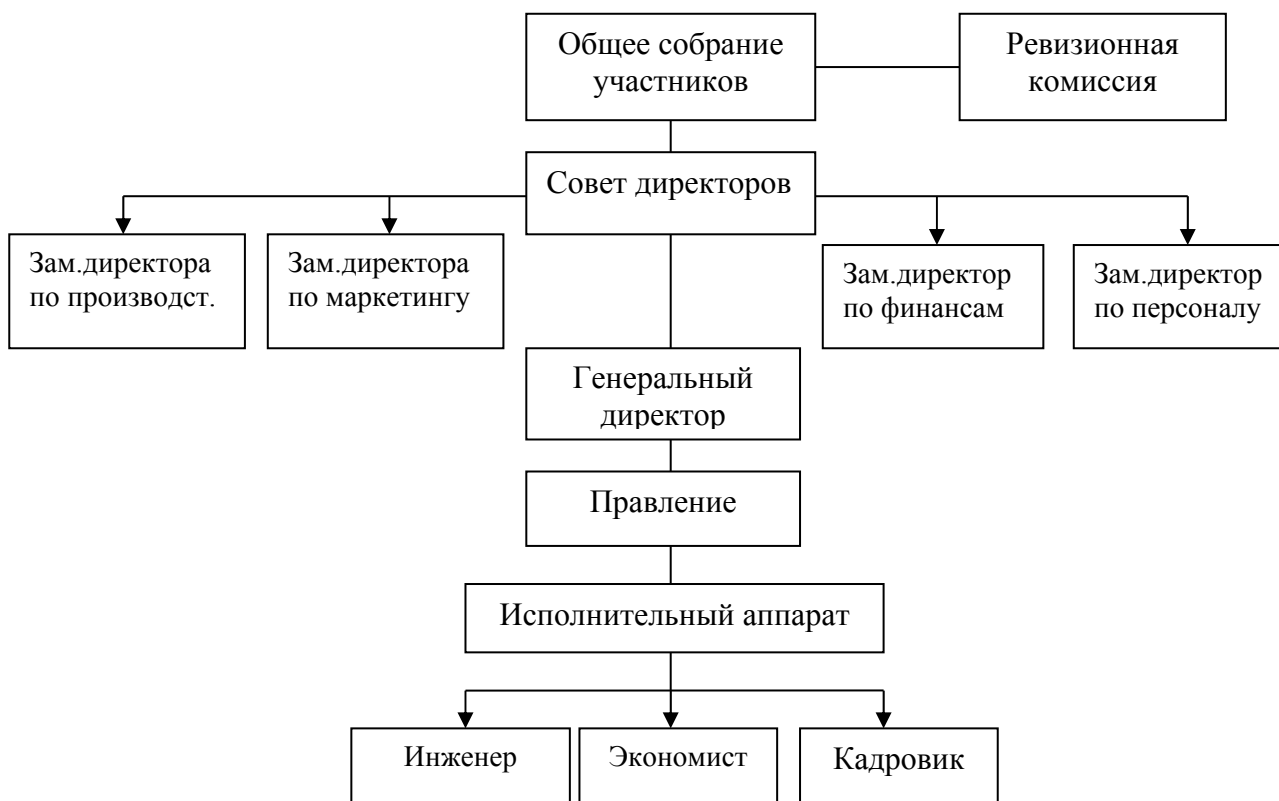 Общее собрание
участников
Ревизионная
комиссия
Совет директоров
Зам.директора
по производст.
Зам.директора
по маркетингу
Зам.директор
по финансам
Зам.директор
по персоналу
Генеральный
директор
Правление
Исполнительный аппарат
Инженер
Экономист
Кадровик